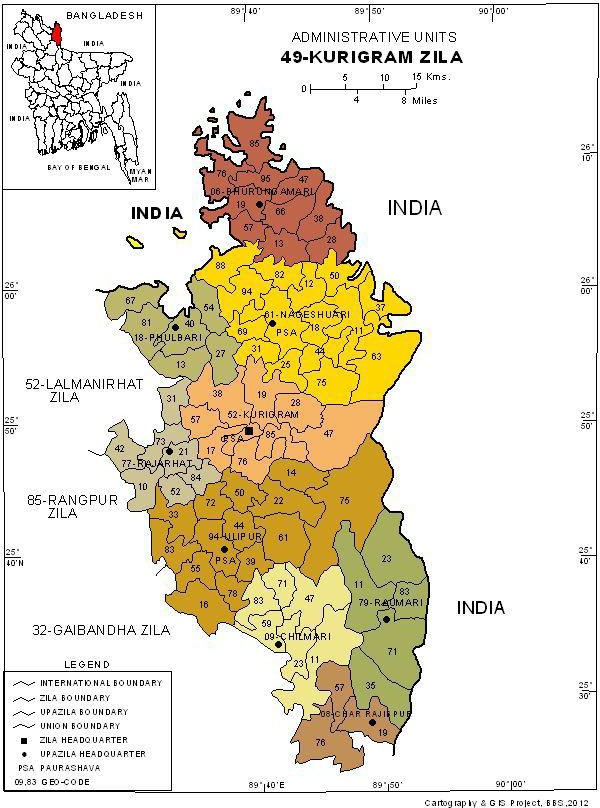 89°40' 89°50' 90°00'
BANGLADESH
INDIA
INDIA
INDIA
INDIA
BAY OF BENGAL
MYAN
MAR
ADMINISTRATIVE UNITS
49-KURIGRAM ZILA
0 5 10 15 Kms.
4 8 Miles
26°
10'
85
76 95 47
06-BHURUNGAMARI
19 66 38
57 13 28
INDIA
INDIA
26°
00'
26°
00'
88 82 12 50
94 37
61-NAGESHUARI
PSA 18 11
69 31 44 63
25 75
67 54
81 40
18-PHULBARI
13 27
52-LALMANIRHAT
ZILA
31 38 19 28
52-KURIGRAM
57 47
PSA 85
17 76
25°
50'
25°
50'
42 73 21
77-RAJARHAT
10 52 84
85-RANGPUR
ZILA
14
72 50 22 75
33 44
94-ULIPUR
61
83 PSA 39
55
16 78
25°
40'N
25°
40'
23
11 83
79-RAUMARI
71
35
INDIA
71 47
83
59
09-CHILMARI
23 11
32-GAIBANDHA ZILA
57
08-CHAR RAJIBPUR
19
76
25°
30'
LEGEND
INTERNATIONAL BOUNDARY
ZILA BOUNDARY
UPAZILA BOUNDARY
UNION BOUNDARY
ZILA HEADQUARTER
UPAZILA HEADQUARTER
PSA PAURASHAVA
09,83 GEO-CODE
89°40'E 89°50' 90°00'
Cartography & GIS Project, BBS,2012